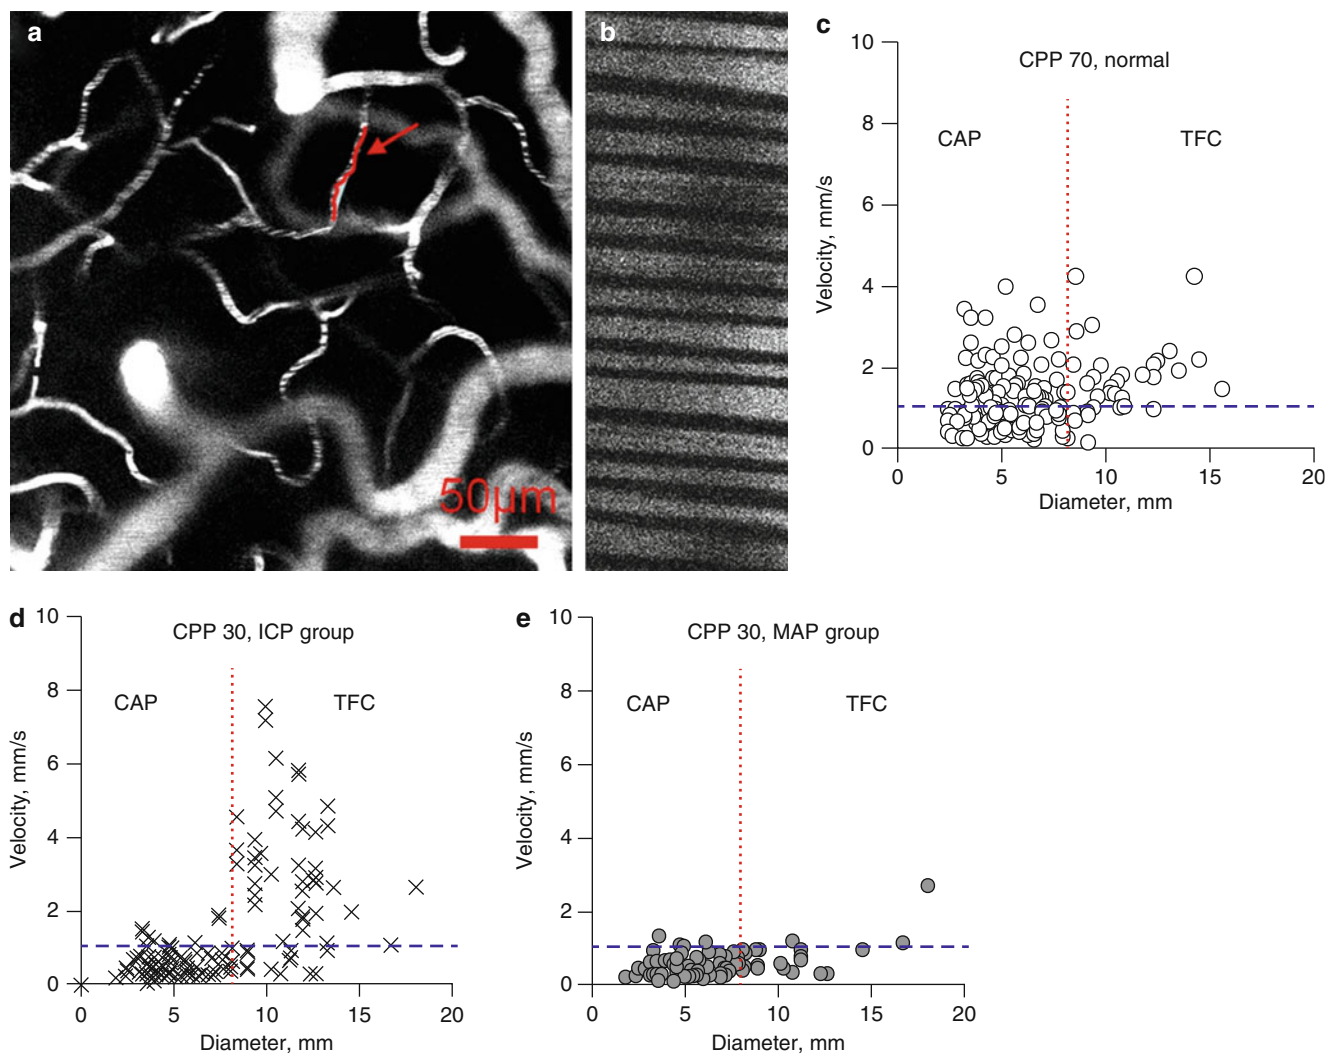 a
50µm
b
c
CPP 70, normal
CAP
TFC
Velocity, mm/s
10
8
6
4
2
0
0
5
10
15
20
Diameter, mm
d
CPP 30, ICP group
CAP
TFC
Velocity, mm/s
10
8
6
4
2
0
0
5
10
15
20
Diameter, mm
e
CPP 30, MAP group
CAP
TFC
Velocity, mm/s
10
8
6
4
2
0
0
5
10
15
20
Diameter, mm